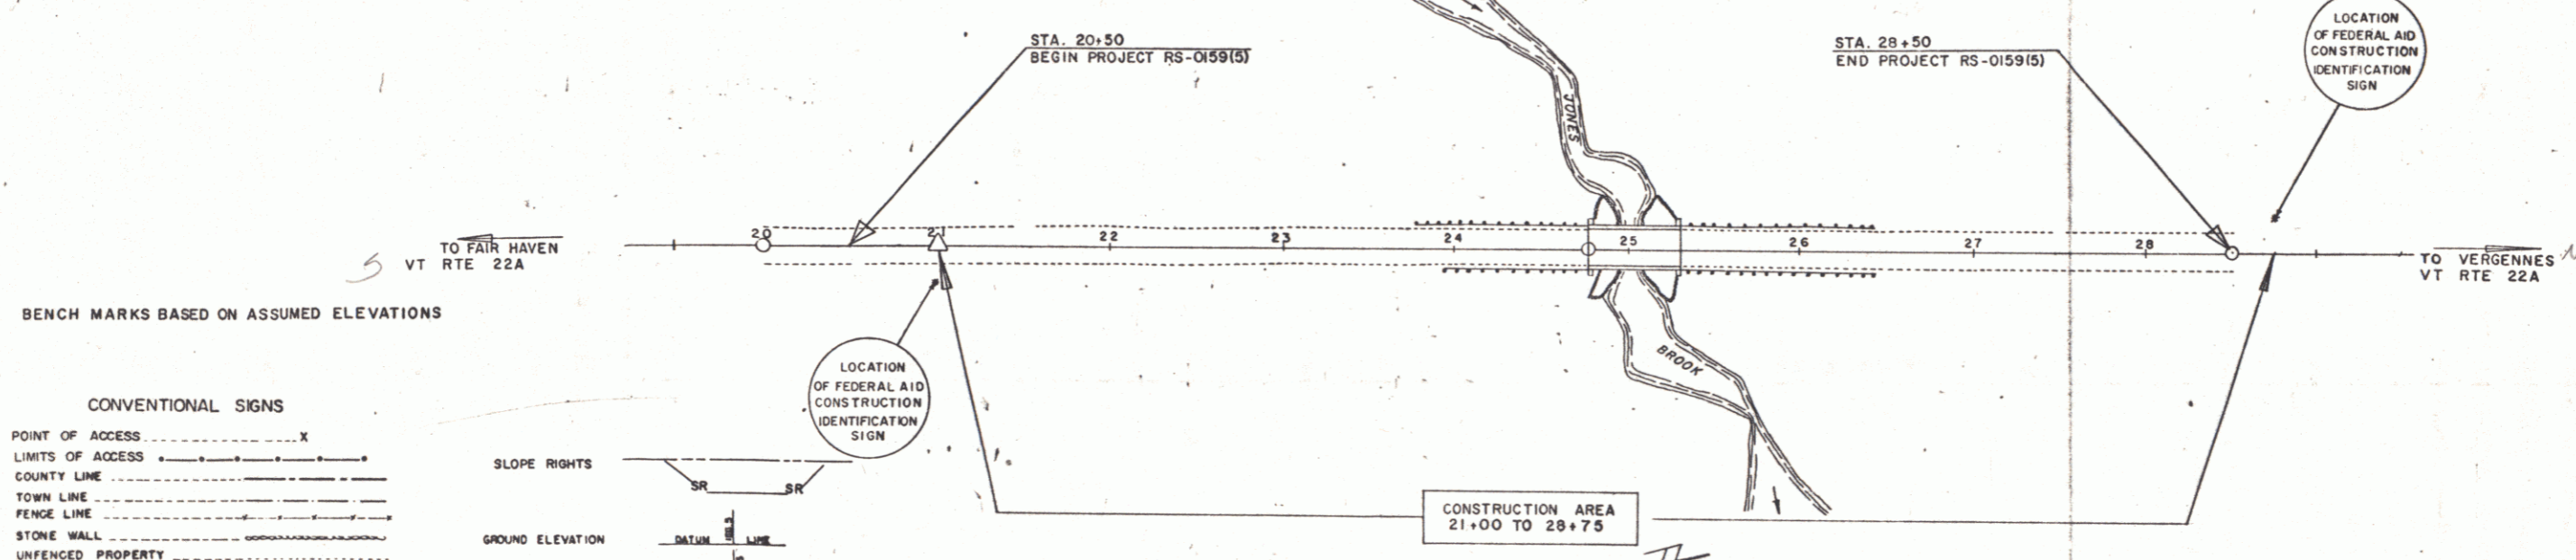 STA. 20+50
BEGIN PROJECT RS-0159(5)
STA. 28+50
END PROJECT RS-0159(5)
LOCATION
OF FEDERAL AID
CONSTRUCTION
IDENTIFICATION
SIGN
JONES
20
21
22
23
24
25
26
27
28
TO FAIR HAVEN
VT RTE 22A
S
TO VERGENNES
VT RTE 22A
BENCH MARKS BASED ON ASSUMED ELEVATIONS
BROOK
LOCATION
OF FEDERAL AID
CONSTRUCTION
IDENTIFICATION
SIGN
CONVENTIONAL SIGNS
POINT OF ACCESS X
LIMITS OF ACCESS
COUNTY LINE
TOWN LINE
FENCE LINE
STONE WALL
UNFENCED PROPERTY
SLOPE RIGHTS
SR SR
GROUND ELEVATION
DATUM LINE
CONSTRUCTION AREA
21+00 TO 28+75